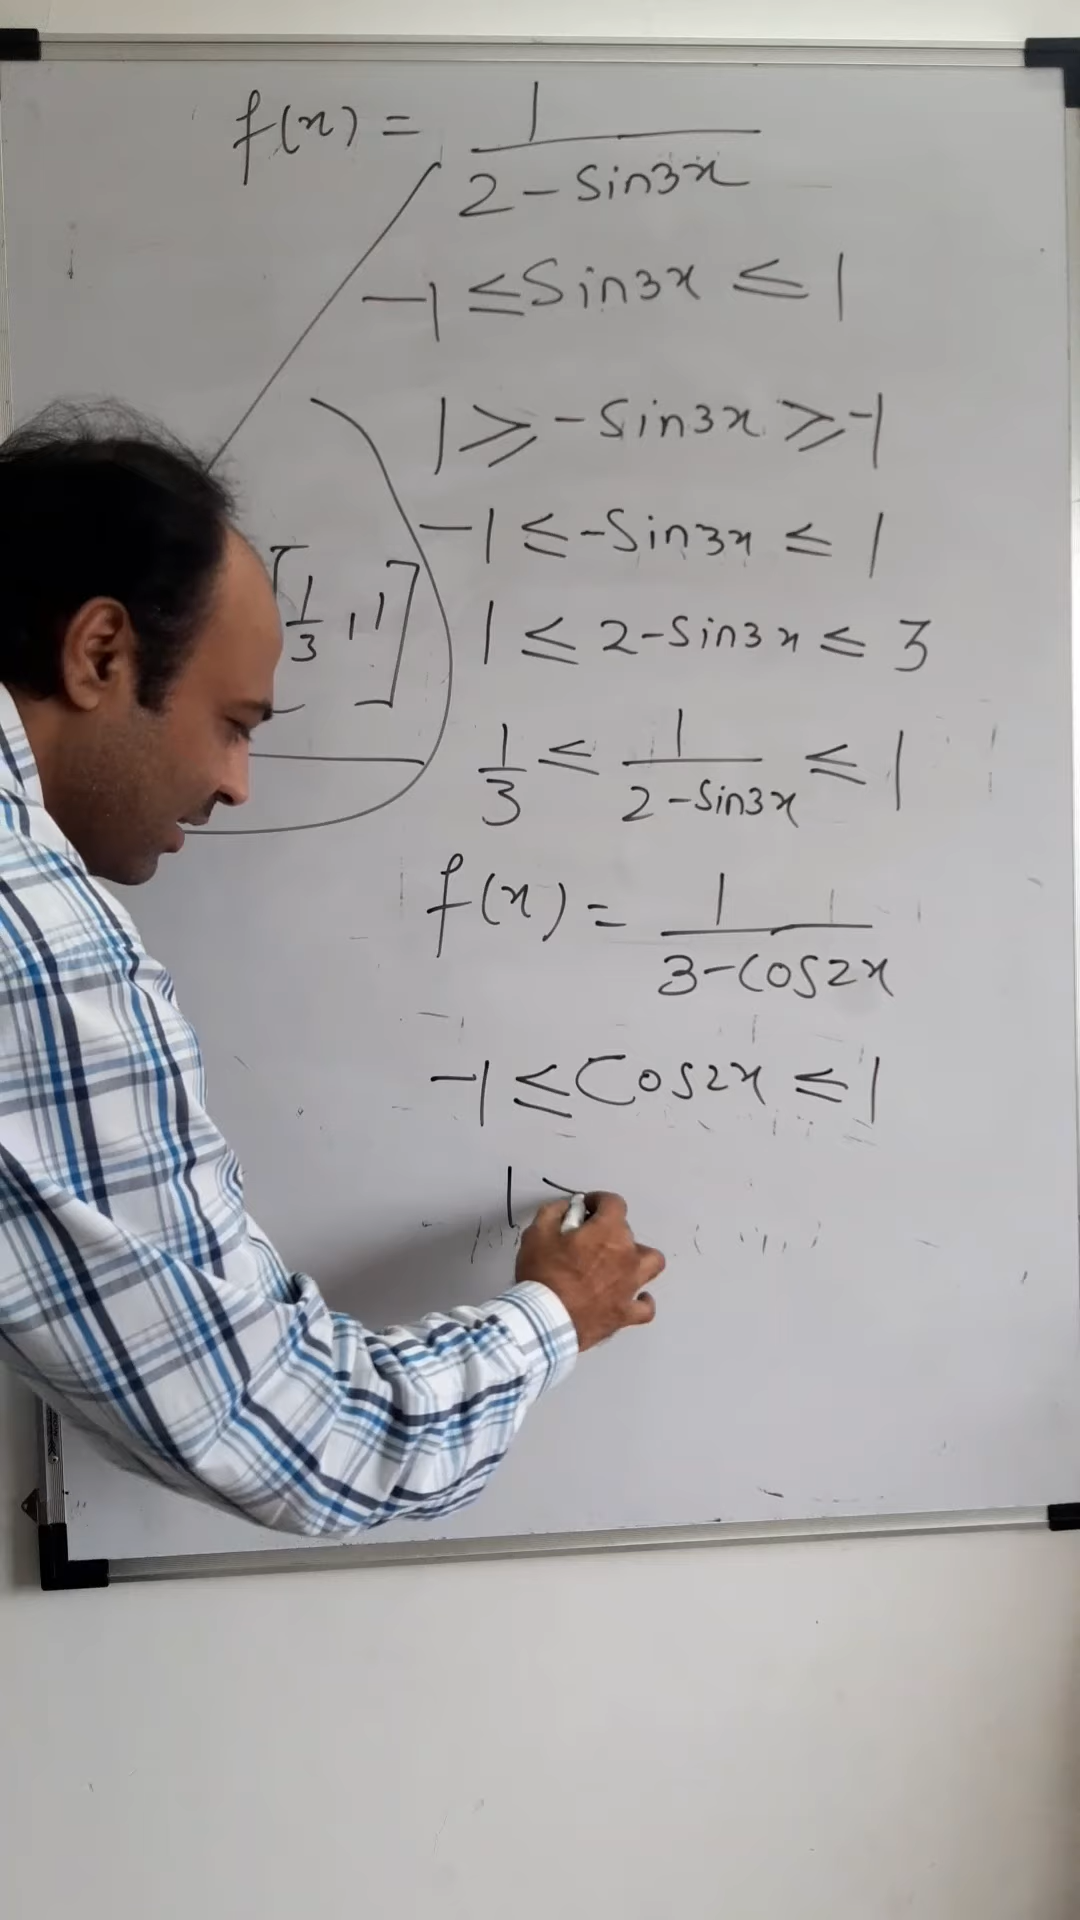 f(x) = 1/(2 - Sin3x)
-1 ≤ Sin3x ≤ 1
1 ≥ -Sin3x ≥ -1
-1 ≤ -Sin3x ≤ 1
[1/3, 1]
1 ≤ 2-Sin3x ≤ 3
1/3 ≤ 1/(2-Sin3x) ≤ 1
f(x) = 1/(3-Cos2x)
-1 ≤ Cos2x ≤ 1
1 >